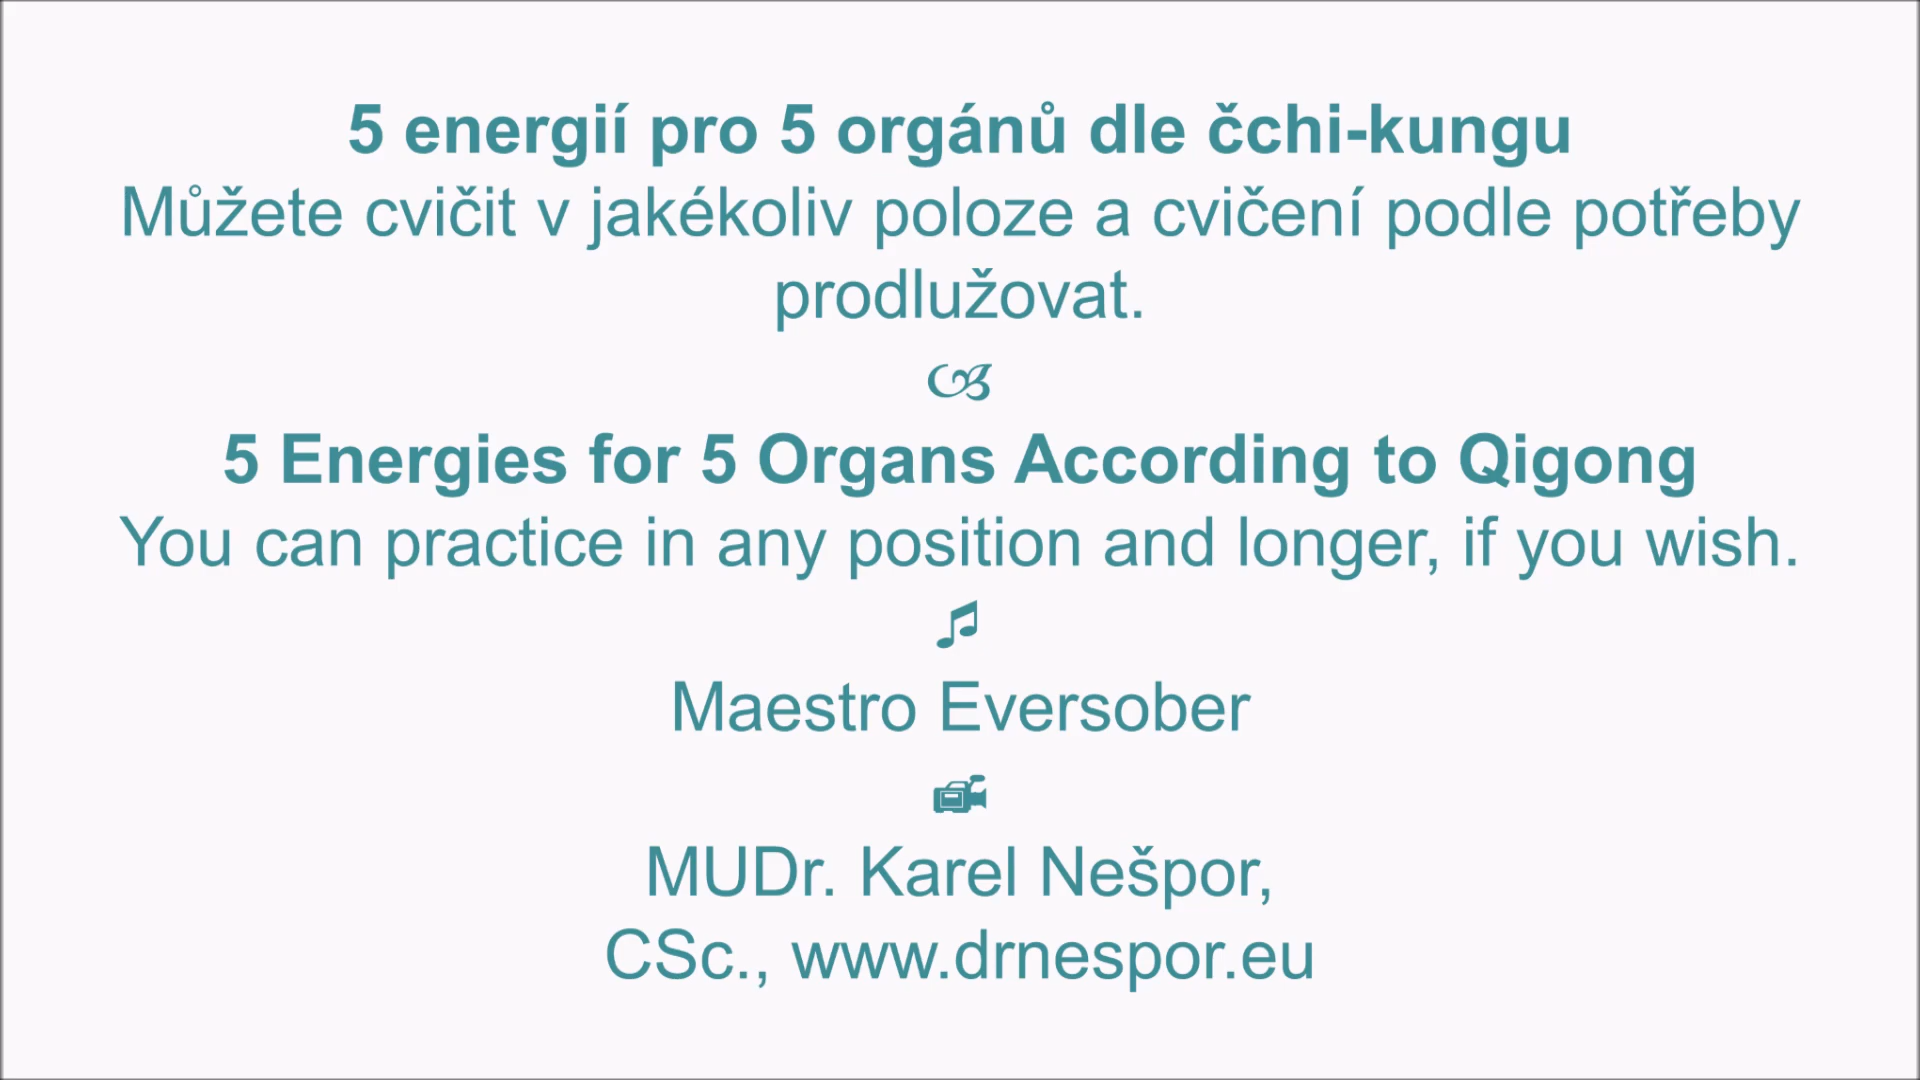 5 energií pro 5 orgánů dle čchi-kungu
Můžete cvičit v jakékoliv poloze a cvičení podle potřeby
prodlužovat.
5 Energies for 5 Organs According to Qigong
You can practice in any position and longer, if you wish.
Maestro Eversober
MUDr. Karel Nešpor,
CSc., www.drnespor.eu